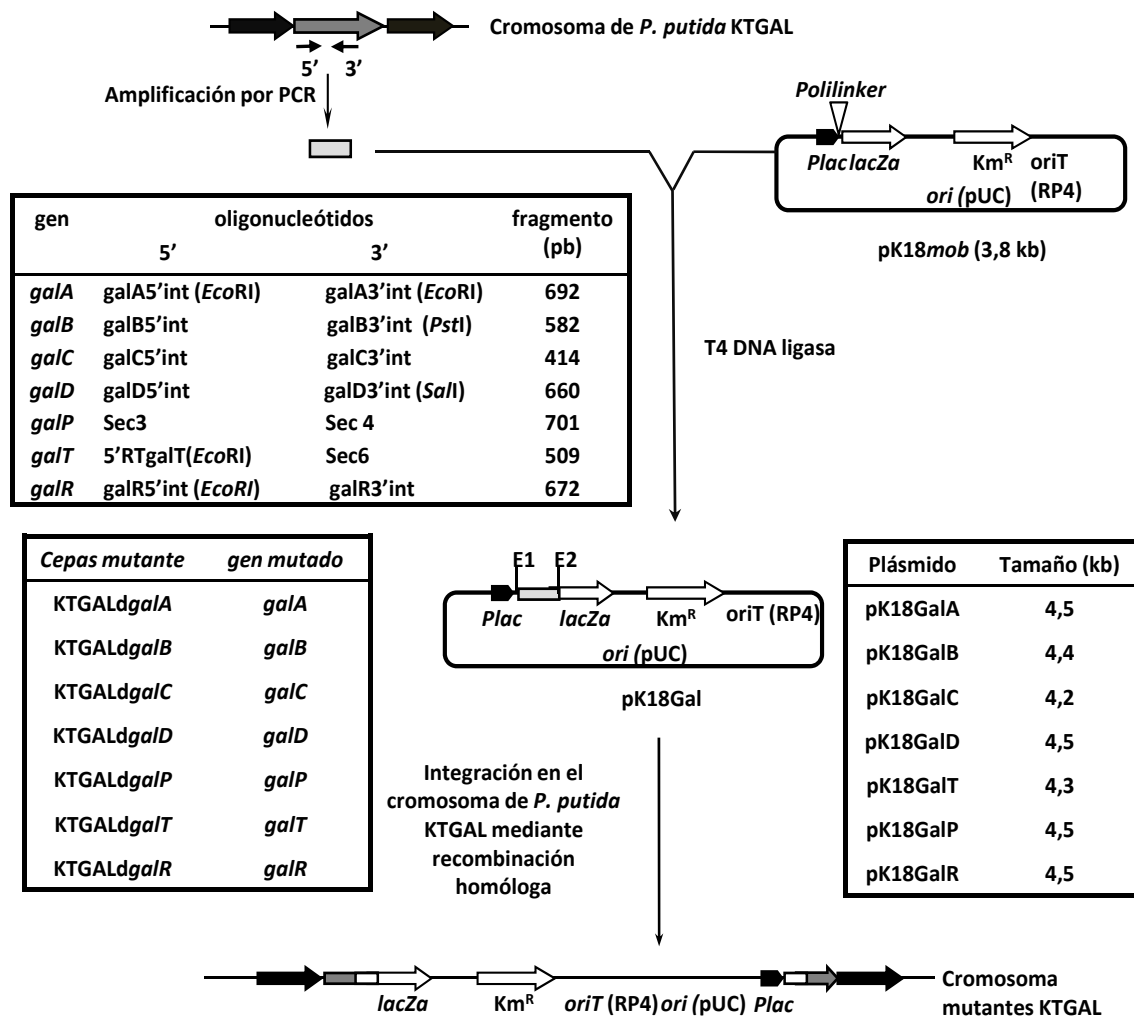 Cromosoma de P. putida KTGAL
5’ 3’
Amplificación por PCR
Polilinker
Plac lacZa KmR oriT
ori (pUC) (RP4)
pK18mob (3,8 kb)
gen oligonucleótidos fragmento
5’ 3’ (pb)
galA galA5’int (EcoRI) galA3’int (EcoRI) 692
galB galB5’int galB3’int (PstI) 582
galC galC5’int galC3’int 414
galD galD5’int galD3’int (SalI) 660
galP Sec3 Sec 4 701
galT 5’RTgalT(EcoRI) Sec6 509
galR galR5’int (EcoRI) galR3’int 672
T4 DNA ligasa
Cepas mutante gen mutado
KTGALdgalA galA
KTGALdgalB galB
KTGALdgalC galC
KTGALdgalD galD
KTGALdgalP galP
KTGALdgalT galT
KTGALdgalR galR
E1 E2
Plac lacZa KmR oriT (RP4)
ori (pUC)
pK18Gal
Plásmido Tamaño (kb)
pK18GalA 4,5
pK18GalB 4,4
pK18GalC 4,2
pK18GalD 4,5
pK18GalT 4,3
pK18GalP 4,5
pK18GalR 4,5
Integración en el
cromosoma de P. putida
KTGAL mediante
recombinación
homóloga
lacZa KmR oriT (RP4) ori (pUC) Plac
Cromosoma
mutantes KTGAL